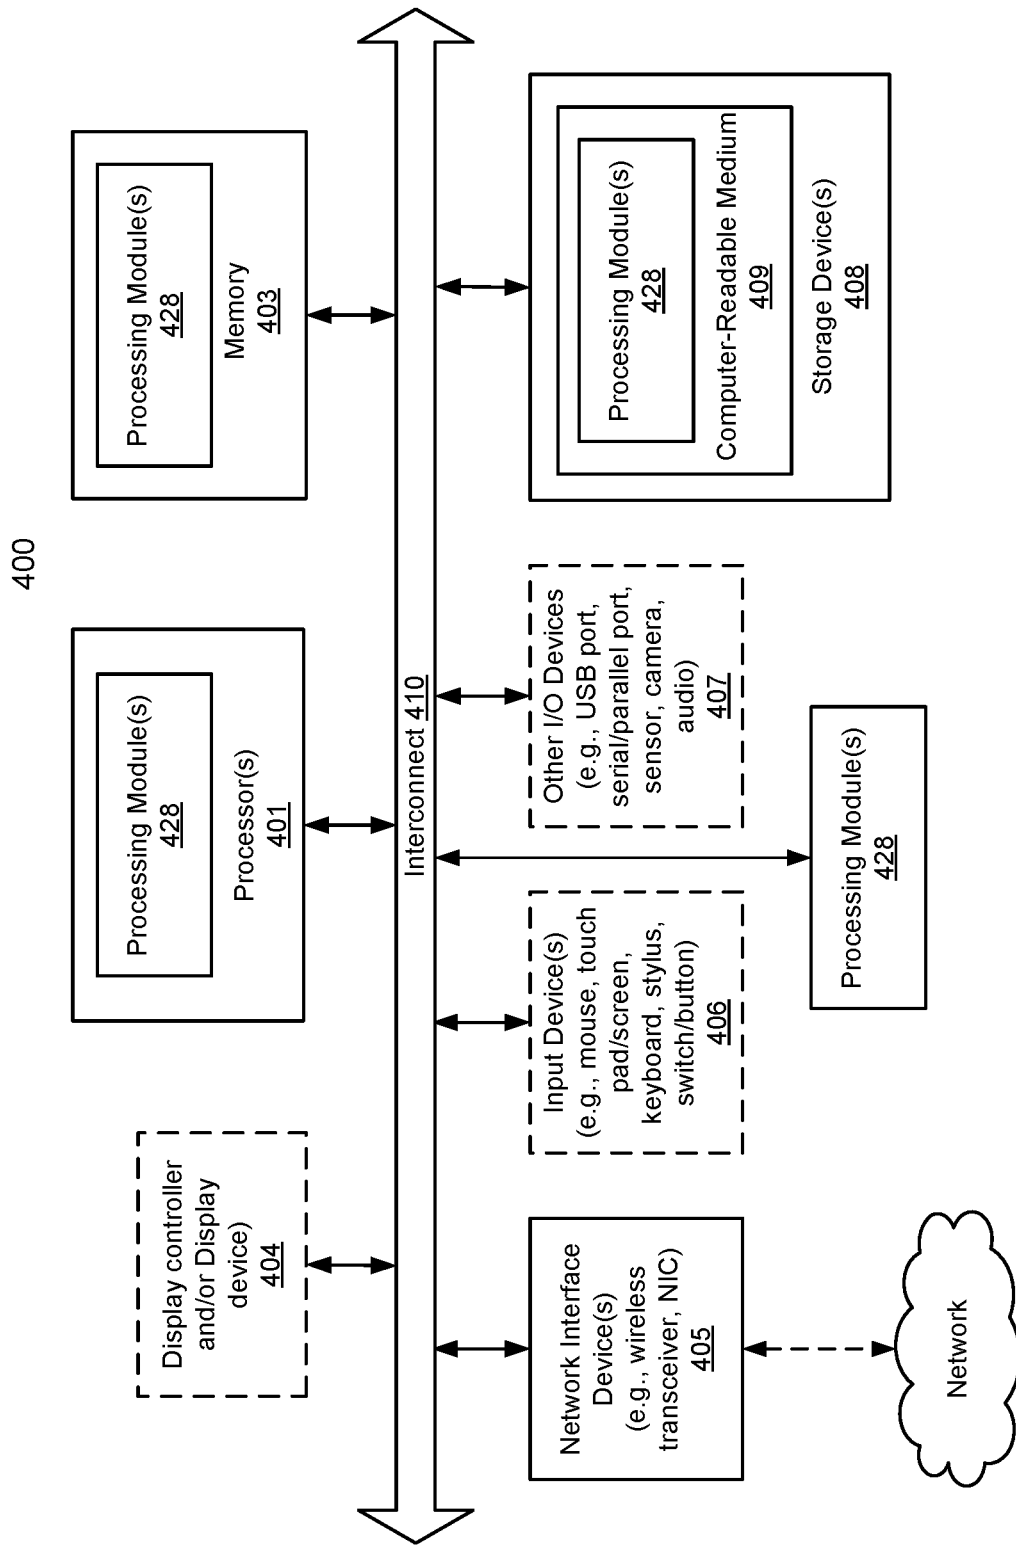 400
Display controller
and/or Display
device)
404
Processing Module(s)
428
Processor(s)
401
Processing Module(s)
428
Memory
403
Interconnect 410
Network Interface
Device(s)
(e.g., wireless
transceiver, NIC)
405
Input Device(s)
(e.g., mouse, touch
pad/screen,
keyboard, stylus,
switch/button)
406
Other I/O Devices
(e.g., USB port,
serial/parallel port,
sensor, camera,
audio)
407
Processing Module(s)
428
Computer-Readable Medium
409
Storage Device(s)
408
Processing Module(s)
428
Network